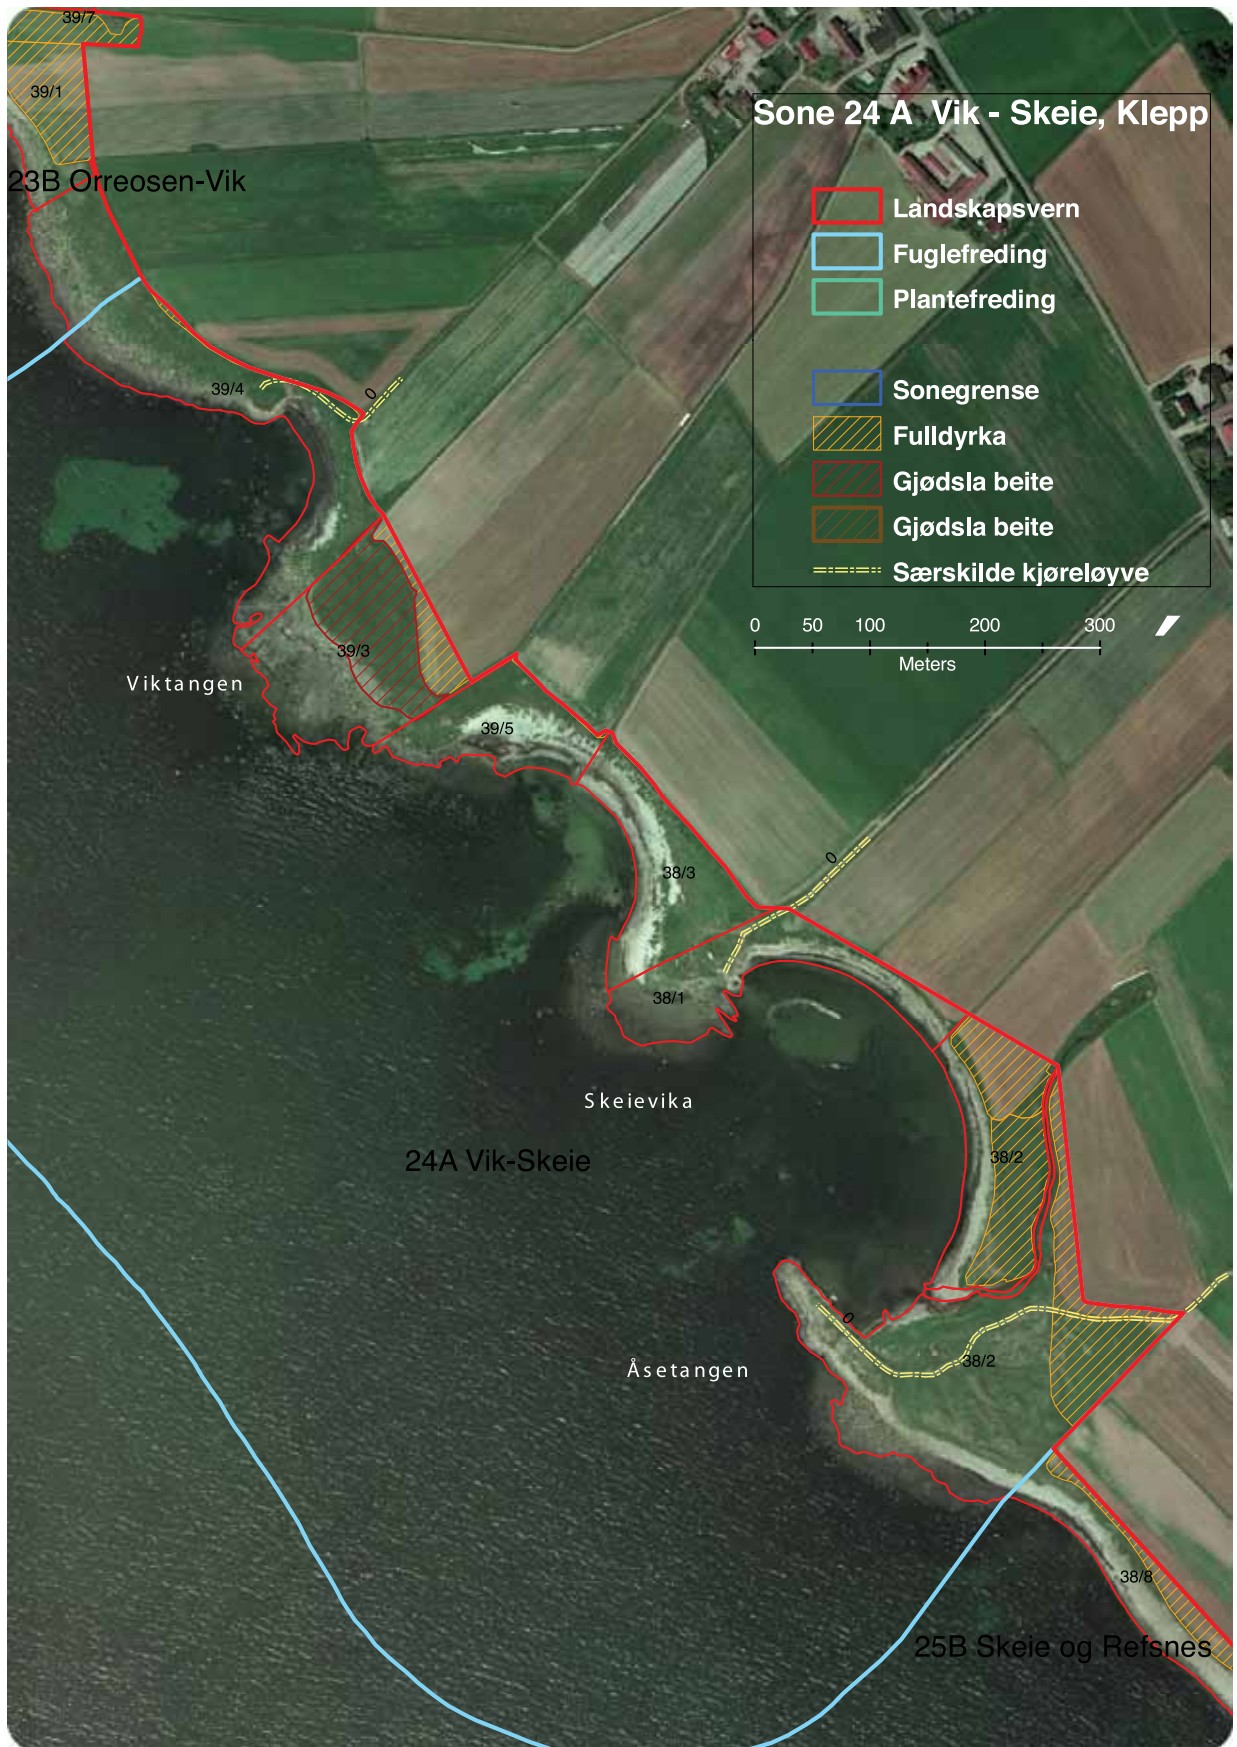 39/7
39/1
23B Orreosen-Vik
Sone 24 A Vik - Skeie, Klepp
Landskapsvern
Fuglefreding
Plantefreding
Sonegrense
Fulldyrka
Gjødsla beite
Gjødsla beite
Særskilde kjøreløyve
0 50 100 200 300
Meters
39/4
0
39/3
Viktangen
39/5
38/3
0
38/1
Skeievika
24A Vik-Skeie
38/2
0
38/2
Åsetangen
38/8
25B Skeie og Refsnes